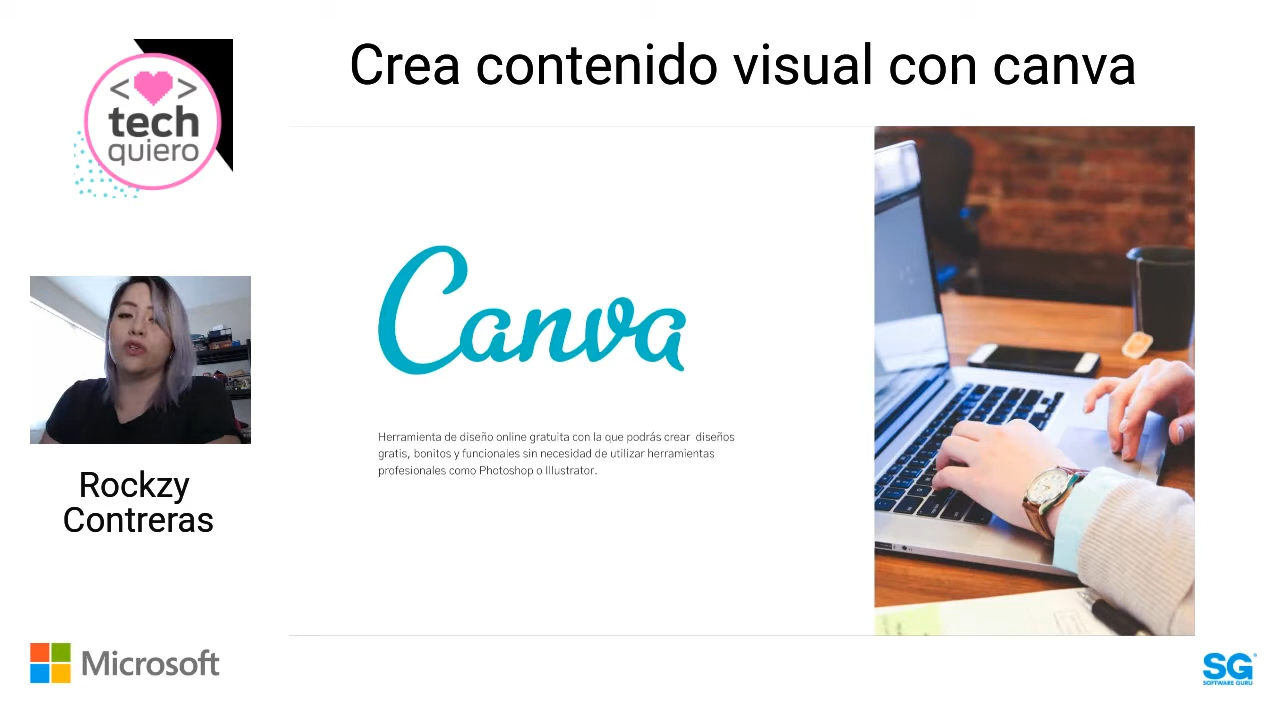 Crea contenido visual con canva
< >
tech
quiero
Canva
Herramienta de diseño online gratuita con la que podrás crear diseños
gratis, bonitos y funcionales sin necesidad de utilizar herramientas
profesionales como Photoshop o Illustrator.
Rockzy
Contreras
Microsoft
SG
SOFTWARE GURU